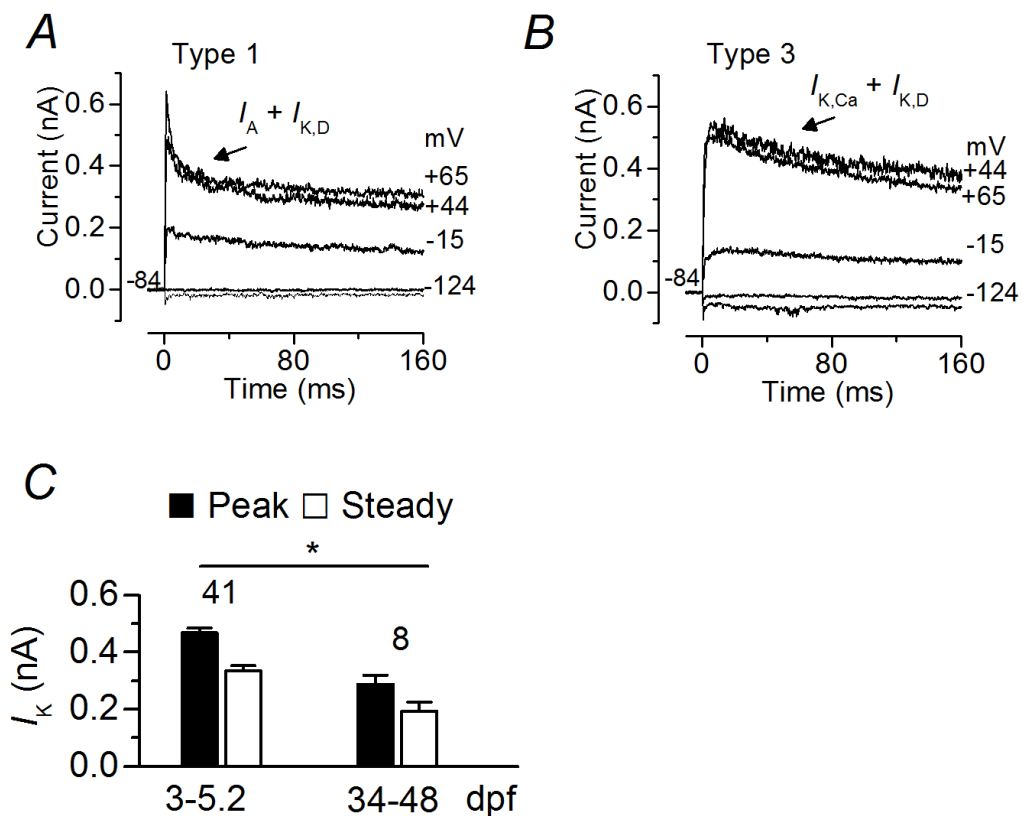 A
Type 1
I_A + I_K,D
Current (nA)
0.6
0.4
0.2
0.0
-84
mV
+65
+44
-15
-124
0
80
160
Time (ms)
B
Type 3
I_K,Ca + I_K,D
Current (nA)
0.6
0.4
0.2
0.0
-84
mV
+44
+65
-15
-124
0
80
160
Time (ms)
C
Peak Steady
*
41
8
I_K (nA)
0.6
0.4
0.2
0.0
3-5.2
34-48
dpf